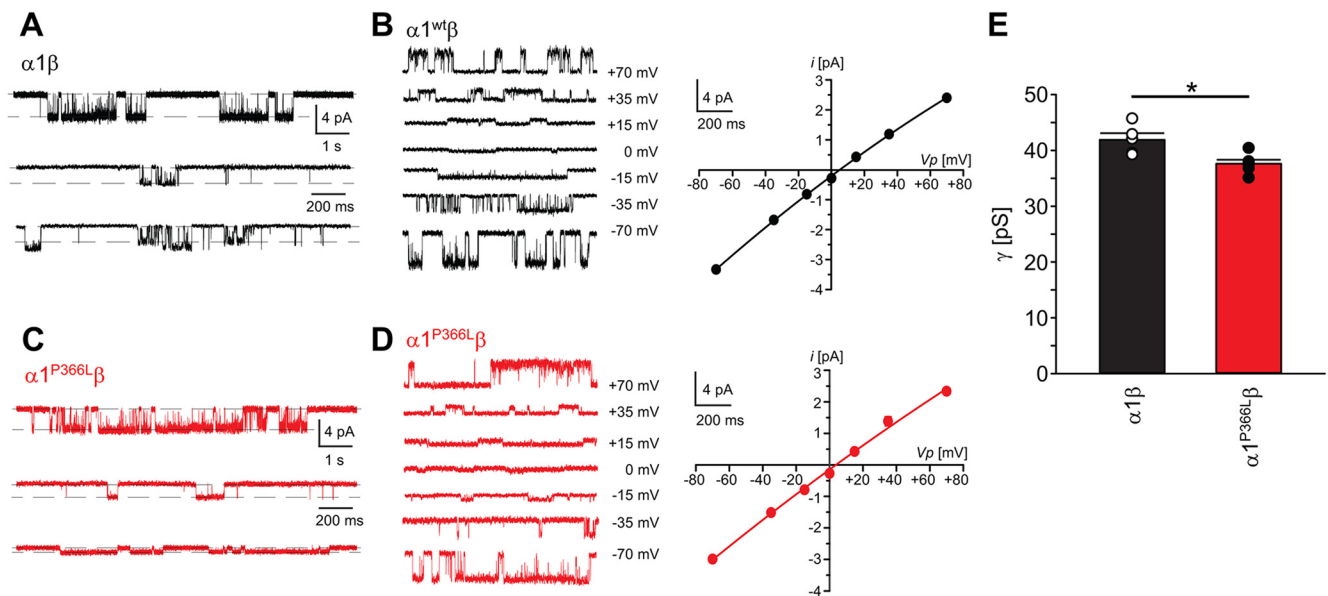 A
α1β
4 pA
1 s
200 ms
B
α1wtβ
+70 mV
+35 mV
+15 mV
0 mV
-15 mV
-35 mV
-70 mV
4 pA
200 ms
i [pA]
3
2
1
-1
-2
-3
-4
Vp [mV]
-80 -60 -40 -20 0 +20 +40 +60 +80
C
α1P366Lβ
4 pA
1 s
200 ms
D
α1P366Lβ
+70 mV
+35 mV
+15 mV
0 mV
-15 mV
-35 mV
-70 mV
4 pA
200 ms
i [pA]
3
2
1
-1
-2
-3
-4
Vp [mV]
-80 -60 -40 -20 0 +20 +40 +60 +80
E
*
γ [pS]
50
40
30
20
10
0
α1β
α1P366Lβ